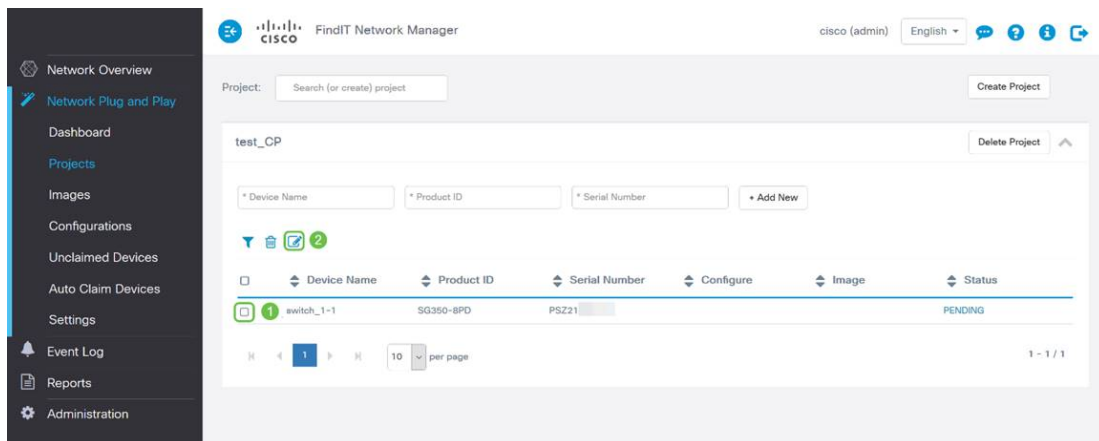 CISCO FindIT Network Manager cisco (admin) English
Network Overview
Network Plug and Play
Dashboard
Projects
Images
Configurations
Unclaimed Devices
Auto Claim Devices
Settings
Event Log
Reports
Administration
Project: Search (or create) project Create Project
test_CP Delete Project
* Device Name * Product ID * Serial Number + Add New
2
Device Name Product ID Serial Number Configure Image Status
1 switch_1-1 SG350-8PD PSZ21 PENDING
1 10 per page 1 - 1 / 1